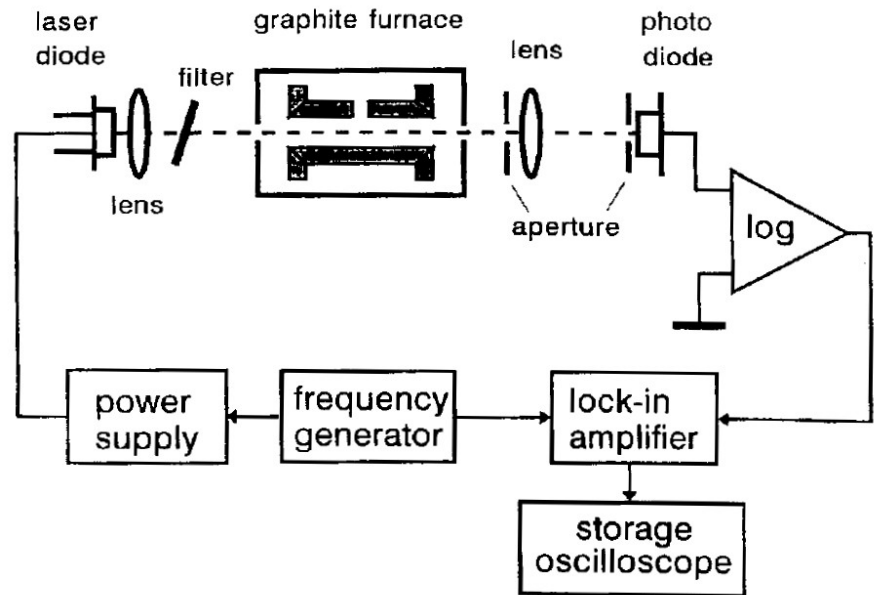 laser
diode
graphite furnace
lens
photo
diode
filter
lens
aperture
log
power
supply
frequency
generator
lock-in
amplifier
storage
oscilloscope